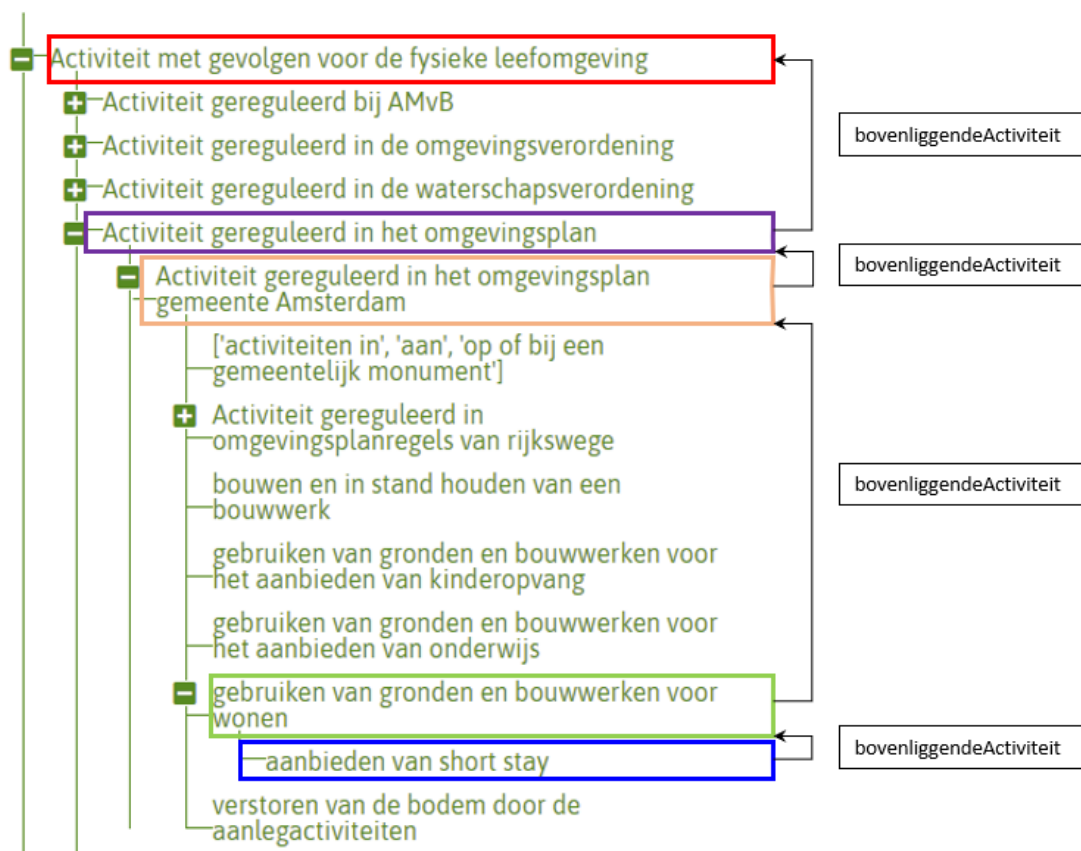 Activiteit met gevolgen voor de fysieke leefomgeving
Activiteit gereguleerd bij AMvB
bovenliggendeActiviteit
Activiteit gereguleerd in de omgevingsverordening
Activiteit gereguleerd in de waterschapsverordening
Activiteit gereguleerd in het omgevingsplan
bovenliggendeActiviteit
Activiteit gereguleerd in het omgevingsplan
gemeente Amsterdam
['activiteiten in', 'aan', 'op of bij een
gemeentelijk monument']
Activiteit gereguleerd in
omgevingsplanregels van rijkswege
bovenliggendeActiviteit
bouwen en in stand houden van een
bouwwerk
gebruiken van gronden en bouwwerken voor
het aanbieden van kinderopvang
gebruiken van gronden en bouwwerken voor
het aanbieden van onderwijs
gebruiken van gronden en bouwwerken voor
wonen
bovenliggendeActiviteit
aanbieden van short stay
verstoren van de bodem door de
aanlegactiviteiten